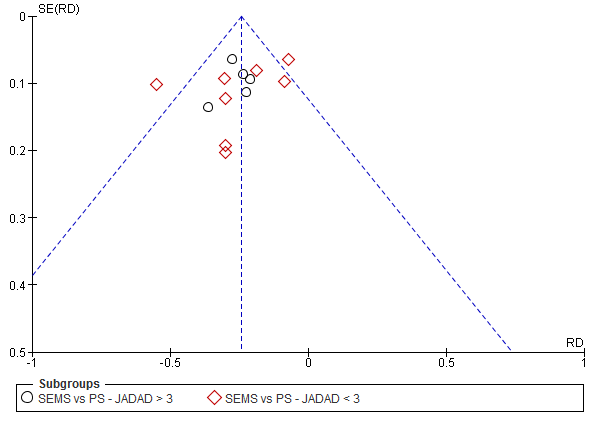 SE(RD)
0
0.1
0.2
0.3
0.4
0.5
RD
-1
-0.5
0
0.5
1
Subgroups
SEMS vs PS - JADAD > 3
SEMS vs PS - JADAD < 3